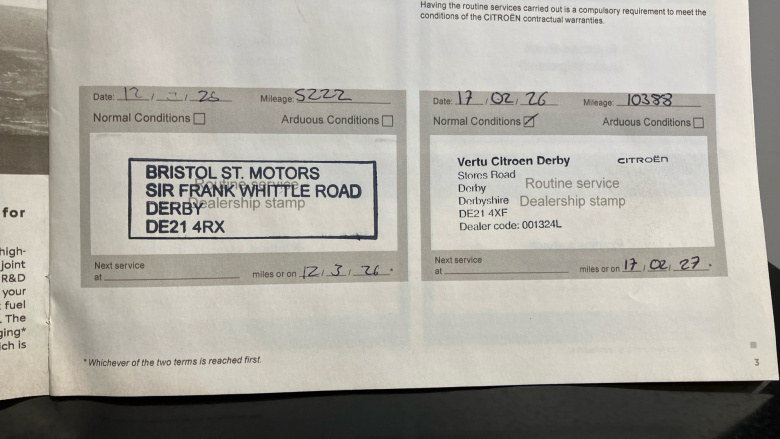 Having the routine services carried out is a compulsory requirement to meet the
conditions of the CITROËN contractual warranties.
Date: 12 / / 25 Mileage: 5222
Normal Conditions Arduous Conditions
BRISTOL ST. MOTORS
SIR FRANK WHITTLE ROAD
DERBY
DE21 4RX
Routine service
Dealership stamp
Next service
at miles or on 12, 3, 26 *
Date: 17, 02, 26 Mileage: 10388
Normal Conditions Arduous Conditions
Vertu Citroen Derby CITROËN
Stores Road
Derby
Derbyshire
DE21 4XF
Dealer code: 001324L
Routine service
Dealership stamp
Next service
at miles or on 17, 02, 27 *
* Whichever of the two terms is reached first.
3
for
high-
joint
R&D
your
fuel
. The
ging*
ch is